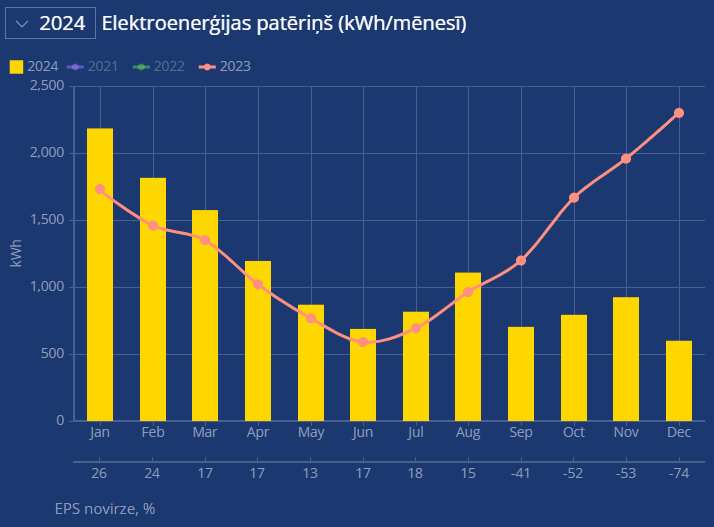 2024 Elektroenerģijas patēriņš (kWh/mēnesī)
2024 2021 2022 2023
2,500
2,000
1,500
1,000
500
0
kWh
Jan Feb Mar Apr May Jun Jul Aug Sep Oct Nov Dec
26 24 17 17 13 17 18 15 -41 -52 -53 -74
EPS novirze, %